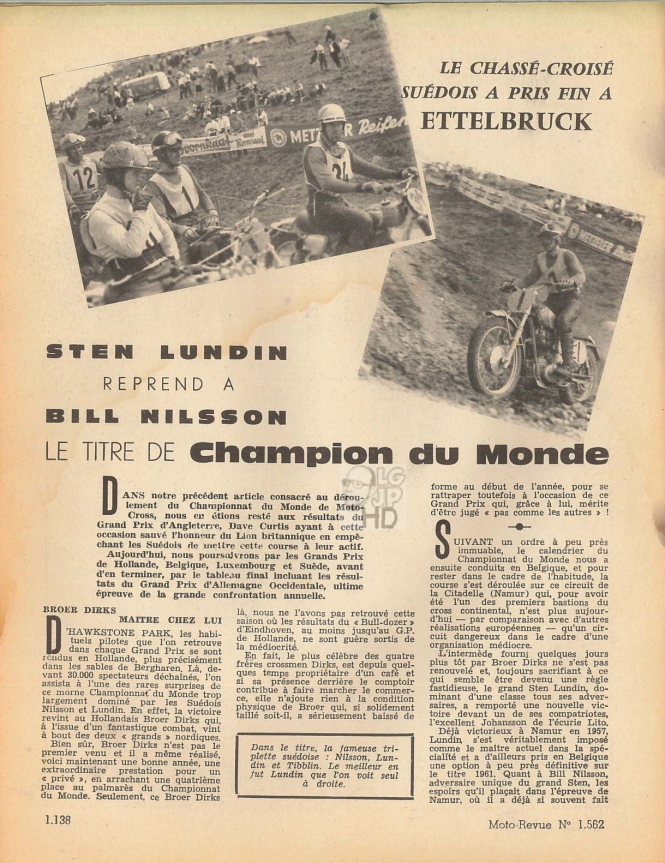 LE CHASSÉ-CROISÉ
SUÉDOIS A PRIS FIN A
ETTELBRUCK
Doornkaat
METZELER Reifen
12
1
24
METZELER
1
STEN LUNDIN
REPREND A
BILL NILSSON
LE TITRE DE Champion du Monde
DANS notre précédent article consacré au dérou-
lement du Championnat du Monde de Moto-
Cross, nous en étions resté aux résultats du
Grand Prix d'Angleterre, Dave Curtis ayant à cette
occasion sauvé l'honneur du Lion britannique en empê-
chant les Suédois de mettre cette course à leur actif.
Aujourd'hui, nous poursuivons par les Grands Prix
de Hollande, Belgique, Luxembourg et Suède, avant
d'en terminer, par le tableau final incluant les résul-
tats du Grand Prix d'Allemagne Occidentale, ultime
épreuve de la grande confrontation annuelle.
BROER DIRKS
MAITRE CHEZ LUI
D'HAWKSTONE PARK, les habi-
tuels pilotes que l'on retrouve
dans chaque Grand Prix se sont
rendus en Hollande, plus précisément
dans les sables de Bergharen. Là, de-
vant 30.000 spectateurs déchaînés, l'on
assista à l'une des rares surprises de
ce morne Championnat du Monde trop
largement dominé par les Suédois
Nilsson et Lundin. En effet, la victoire
revint au Hollandais Broer Dirks qui,
à l'issue d'un fantastique combat, vint
à bout des deux « grands » nordiques.
Bien sûr, Broer Dirks n'est pas le
premier venu et il a même réalisé,
voici maintenant une bonne année, une
extraordinaire prestation pour un
« privé », en arrachant une quatrième
place au palmarès du Championnat
du Monde. Seulement, ce Broer Dirks
là, nous ne l'avons pas retrouvé cette
saison où les résultats du « Bull-dozer »
d'Eindhoven, au moins jusqu'au G.P.
de Hollande, ne sont guère sortis de
la médiocrité.
En fait, le plus célèbre des quatre
frères crossmen Dirks, est depuis quel-
ques temps propriétaire d'un café et
si sa présence derrière le comptoir
contribue à faire marcher le commer-
ce, elle n'ajoute rien à la condition
physique de Broer qui, si solidement
taillé soit-il, a sérieusement baissé de
Dans le titre, la fameuse tri-
plette suédoise : Nilsson, Lun-
din et Tibblin. Le meilleur en
fut Lundin que l'on voit seul
à droite.
forme au début de l'année, pour se
rattraper toutefois à l'occasion de ce
Grand Prix qui, grâce à lui, mérite
d'être jugé « pas comme les autres » !
SUIVANT un ordre à peu près
immuable, le calendrier du
Championnat du Monde nous a
ensuite conduits en Belgique, et pour
rester dans le cadre de l'habitude, la
course s'est déroulée sur ce circuit de
la Citadelle (Namur) qui, pour avoir
été l'un des premiers bastions du
cross continental, n'est plus aujour-
d'hui — par comparaison avec d'autres
réalisations européennes — qu'un cir-
cuit dangereux dans le cadre d'une
organisation médiocre.
L'intermède fourni quelques jours
plus tôt par Broer Dirks ne s'est pas
renouvelé et, toujours sacrifiant à ce
qui semble être devenu une règle
fastidieuse, le grand Sten Lundin, do-
minant d'une classe tous ses adver-
saires, a remporté une nouvelle vic-
toire devant un de ses compatriotes,
l'excellent Johansson de l'écurie Lito.
Déjà victorieux à Namur en 1957,
Lundin s'est véritablement imposé
comme le maître actuel dans la spé-
cialité et a d'ailleurs pris en Belgique
une option à peu près définitive sur
le titre 1961. Quant à Bill Nilsson,
adversaire unique du grand Sten, les
espoirs qu'il plaçait dans l'épreuve de
Namur, où il a déjà si souvent fait
LG
JP
HD
1.138
Moto-Revue Nº 1.562